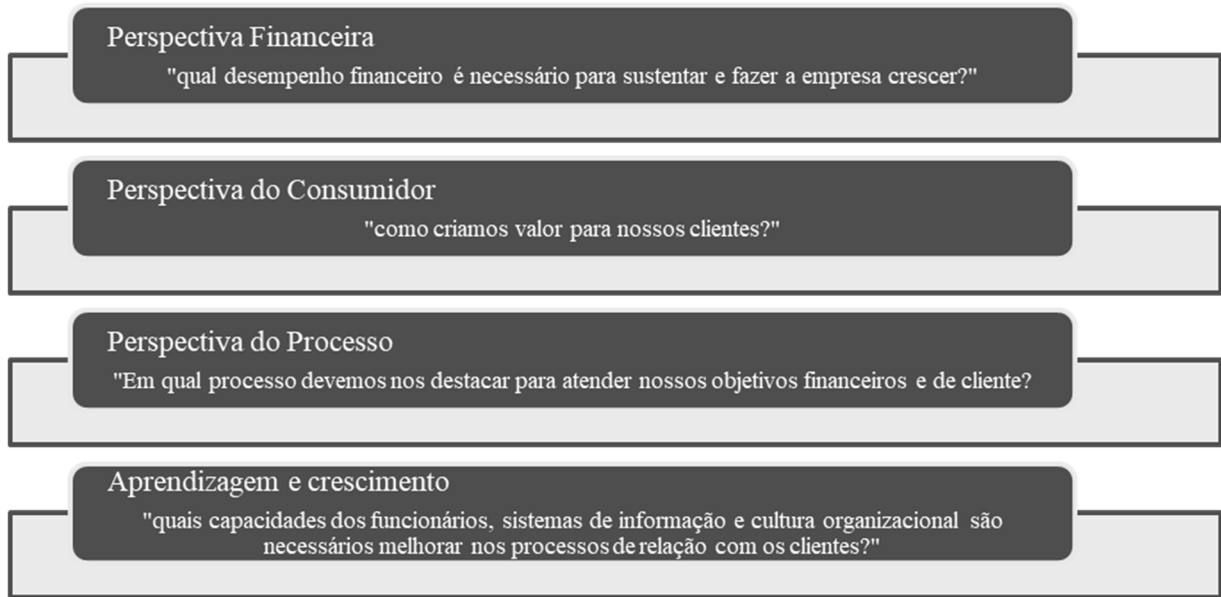 Perspectiva Financeira
"qual desempenho financeiro é necessário para sustentar e fazer a empresa crescer?"
Perspectiva do Consumidor
"como criamos valor para nossos clientes?"
Perspectiva do Processo
"Em qual processo devemos nos destacar para atender nossos objetivos financeiros e de cliente?
Aprendizagem e crescimento
"quais capacidades dos funcionários, sistemas de informação e cultura organizacional são
necessários melhorar nos processos de relação com os clientes?"